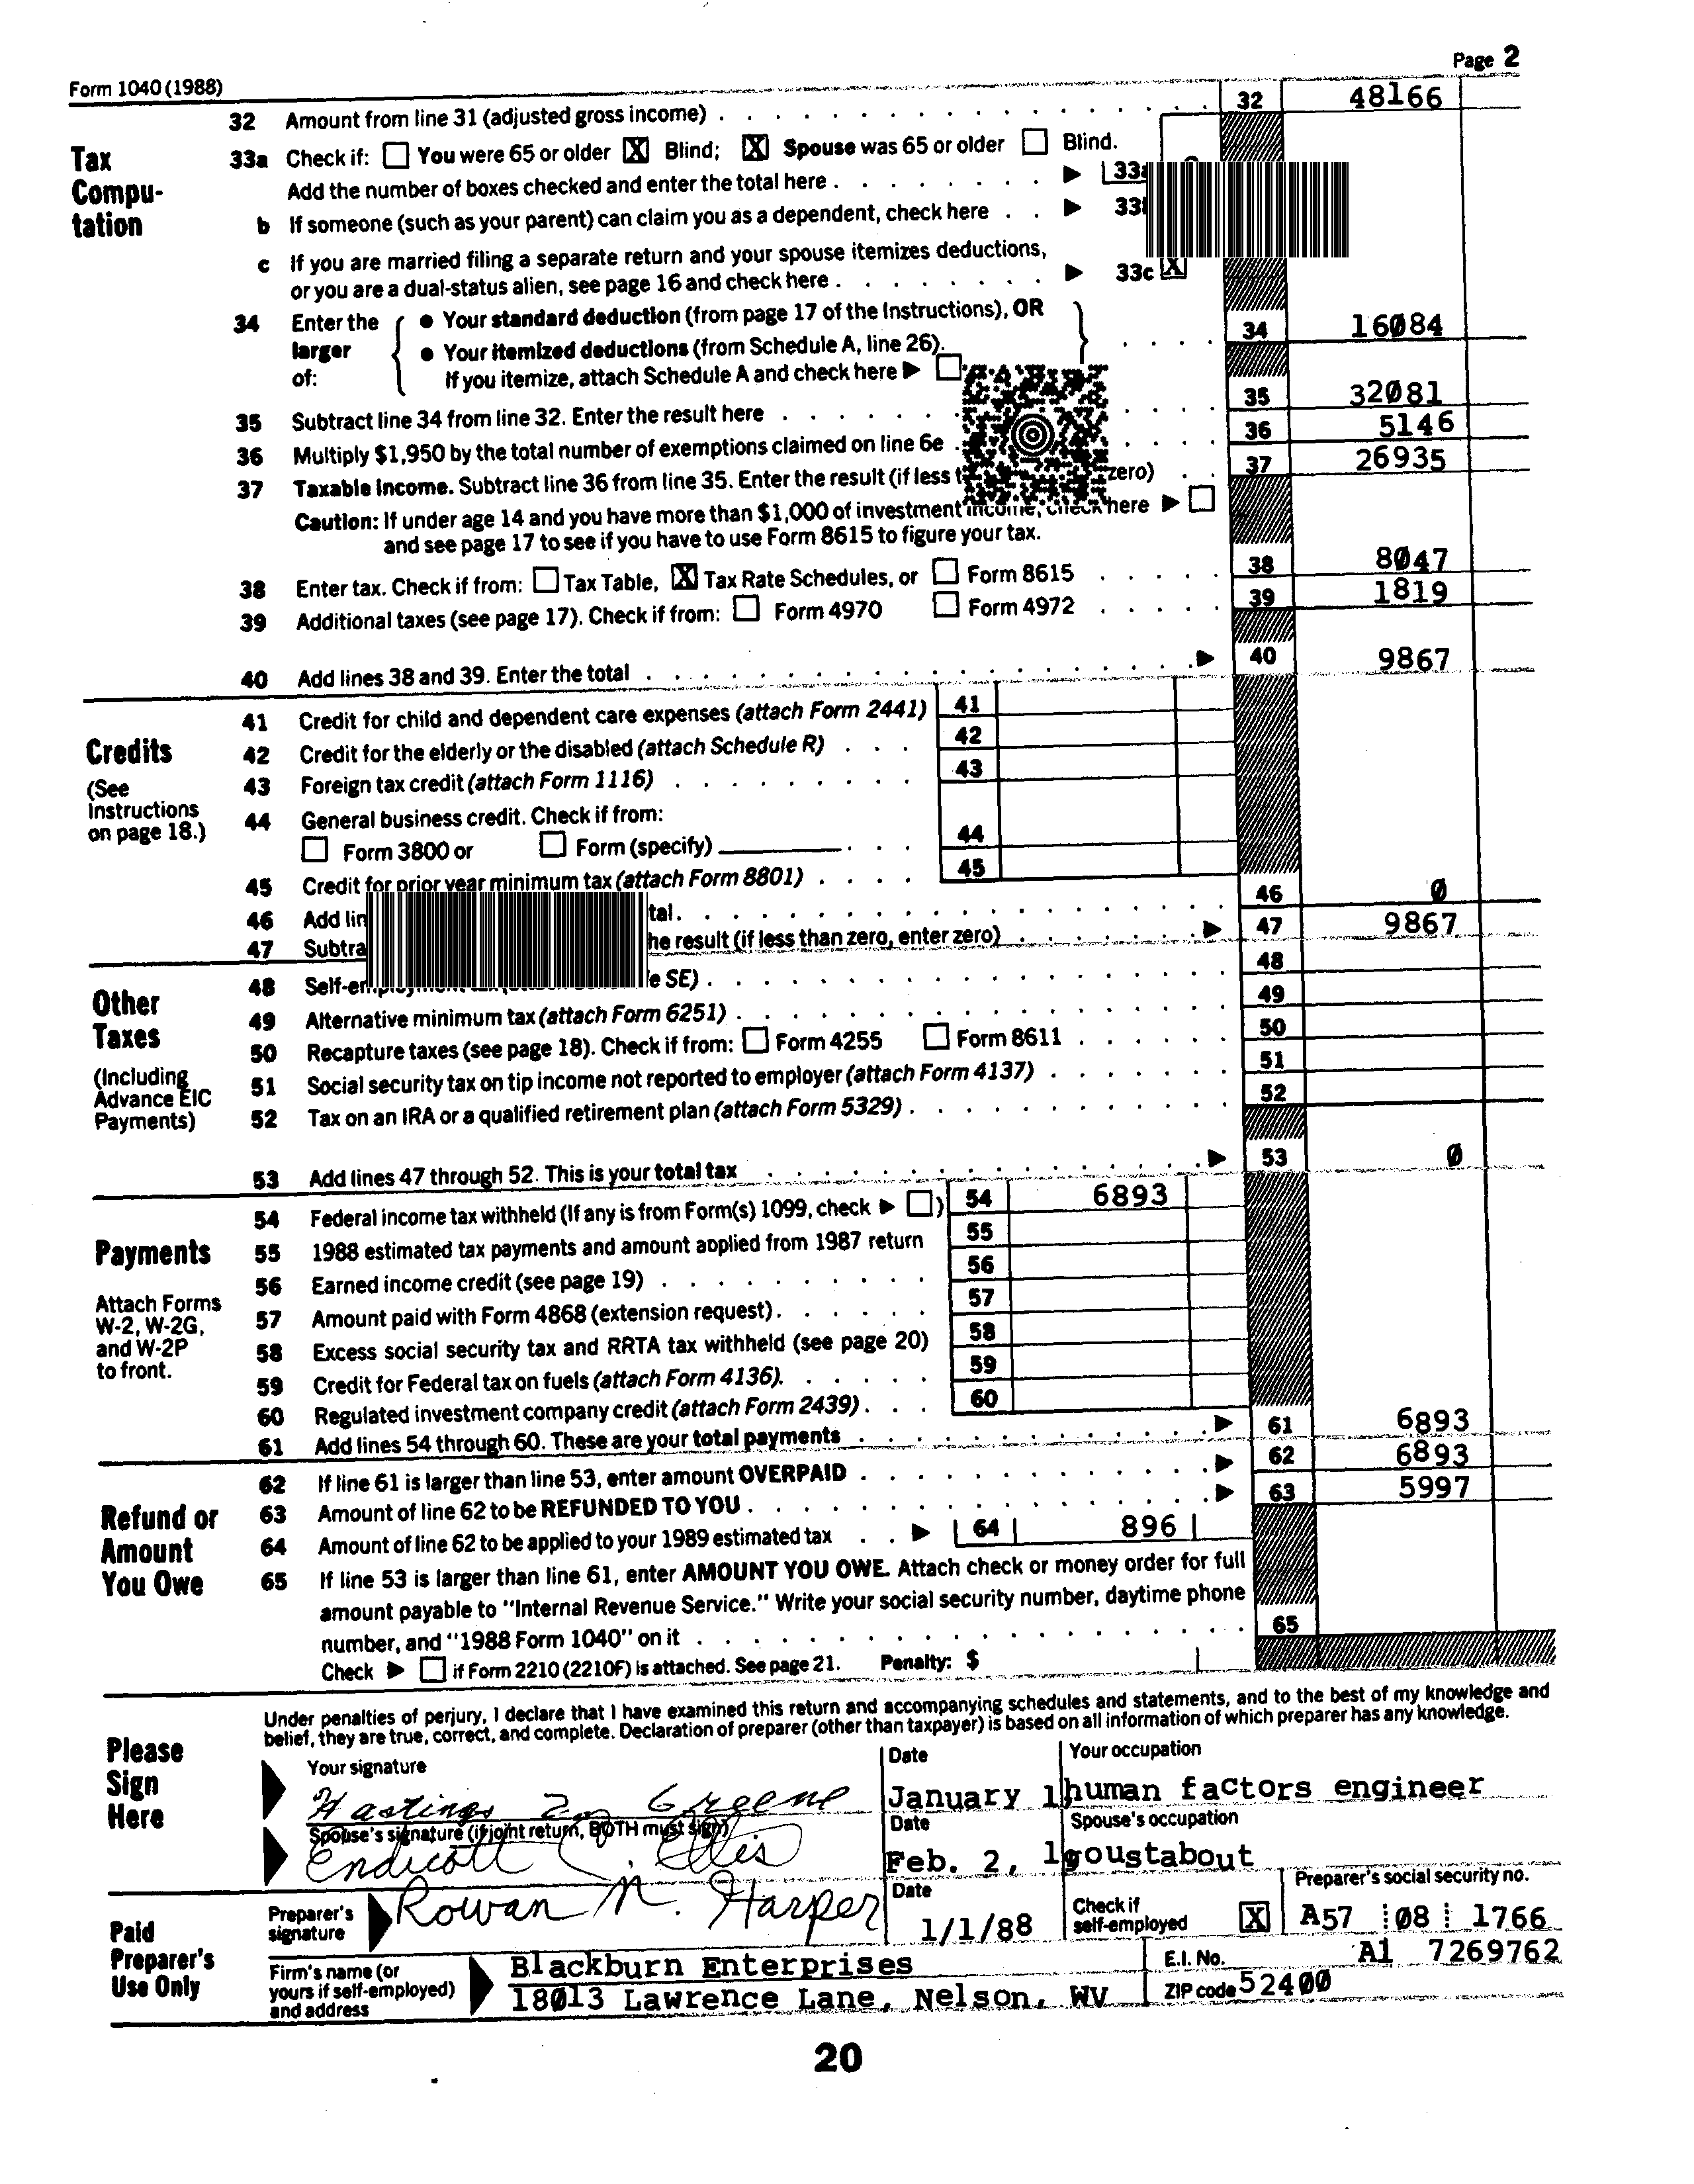 Page 2
Form 1040 (1988)
32 Amount from line 31 (adjusted gross income) 32 48166
Tax Compu-tation
33a Check if: You were 65 or older X Blind; X Spouse was 65 or older Blind.
Add the number of boxes checked and enter the total here
b If someone (such as your parent) can claim you as a dependent, check here
c If you are married filing a separate return and your spouse itemizes deductions,
or you are a dual-status alien, see page 16 and check here 33c X
34 Enter the larger of:
• Your standard deduction (from page 17 of the Instructions), OR
• Your itemized deductions (from Schedule A, line 26).
If you itemize, attach Schedule A and check here
34 16084
35 Subtract line 34 from line 32. Enter the result here 35 32081
36 Multiply $1,950 by the total number of exemptions claimed on line 6e 36 5146
37 Taxable income. Subtract line 36 from line 35. Enter the result (if less zero) 37 26935
Caution: If under age 14 and you have more than $1,000 of investment income, check here
and see page 17 to see if you have to use Form 8615 to figure your tax.
38 Enter tax. Check if from: Tax Table, X Tax Rate Schedules, or Form 8615 38 8047
39 Additional taxes (see page 17). Check if from: Form 4970 Form 4972 39 1819
40 Add lines 38 and 39. Enter the total 40 9867
Credits
(See Instructions on page 18.)
41 Credit for child and dependent care expenses (attach Form 2441) 41
42 Credit for the elderly or the disabled (attach Schedule R) 42
43 Foreign tax credit (attach Form 1116) 43
44 General business credit. Check if from:
Form 3800 or Form (specify) 44
45 Credit for prior year minimum tax (attach Form 8801) 45
46 Add 46 0
47 he result (if less than zero, enter zero) 47 9867
Other Taxes
(Including Advance EIC Payments)
48 SE) 48
49 Alternative minimum tax (attach Form 6251) 49
50 Recapture taxes (see page 18). Check if from: Form 4255 Form 8611 50
51 Social security tax on tip income not reported to employer (attach Form 4137) 51
52 Tax on an IRA or a qualified retirement plan (attach Form 5329) 52
53 Add lines 47 through 52. This is your total tax 53 0
Payments
Attach Forms W-2, W-2G, and W-2P to front.
54 Federal income tax withheld (If any is from Form(s) 1099, check ) 54 6893
55 1988 estimated tax payments and amount applied from 1987 return 55
56 Earned income credit (see page 19) 56
57 Amount paid with Form 4868 (extension request) 57
58 Excess social security tax and RRTA tax withheld (see page 20) 58
59 Credit for Federal tax on fuels (attach Form 4136). 59
60 Regulated investment company credit (attach Form 2439) 60
61 Add lines 54 through 60. These are your total payments 61 6893
Refund or Amount You Owe
62 If line 61 is larger than line 53, enter amount OVERPAID 62 6893
63 Amount of line 62 to be REFUNDED TO YOU 63 5997
64 Amount of line 62 to be applied to your 1989 estimated tax 64 896
65 If line 53 is larger than line 61, enter AMOUNT YOU OWE. Attach check or money order for full
amount payable to "Internal Revenue Service." Write your social security number, daytime phone
number, and "1988 Form 1040" on it 65
Check if Form 2210 (2210F) is attached. See page 21. Penalty: $
Please Sign Here
Under penalties of perjury, I declare that I have examined this return and accompanying schedules and statements, and to the best of my knowledge and
belief, they are true, correct, and complete. Declaration of preparer (other than taxpayer) is based on all information of which preparer has any knowledge.
Your signature Date Your occupation
Hastings Greene January 1 human factors engineer
Spouse's signature (if joint return, BOTH must sign) Date Spouse's occupation
Endicott C. Ellis Feb. 2, 1 roustabout
Paid Preparer's Use Only
Preparer's signature Rowan N. Harper Date 1/1/88 Check if self-employed X Preparer's social security no. A57 08 1766
Firm's name (or yours if self-employed) and address
Blackburn Enterprises E.I. No. A1 7269762
18013 Lawrence Lane, Nelson, WV ZIP code 52400
20